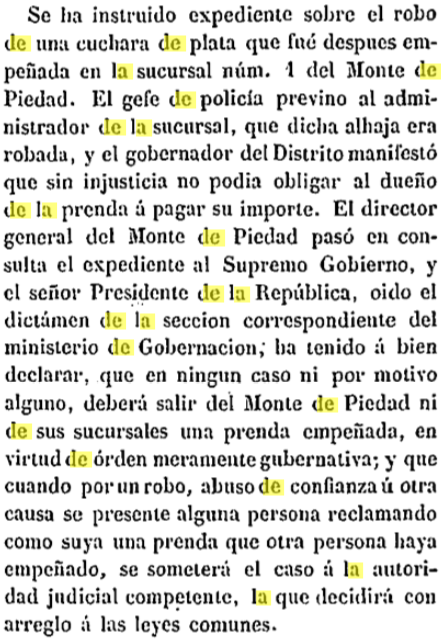 Se ha instruido expediente sobre el robo
de una cuchara de plata que fué despues em-
peñada en la sucursal núm. 1 del Monte de
Piedad. El gefe de policía previno al admi-
nistrador de la sucursal, que dicha alhaja era
robada, y el gobernador del Distrito manifestó
que sin injusticia no podia obligar al dueño
de la prenda á pagar su importe. El director
general del Monte de Piedad pasó en con-
sulta el expediente al Supremo Gobierno, y
el señor Presidente de la República, oido el
dictámen de la seccion correspondiente del
ministerio de Gobernacion; ha tenido á bien
declarar, que en ningun caso ni por motivo
alguno, deberá salir del Monte de Piedad ni
de sus sucursales una prenda empeñada, en
virtud de órden meramente gubernativa; y que
cuando por un robo, abuso de confianza ú otra
causa se presente alguna persona reclamando
como suya una prenda que otra persona haya
empeñado, se someterá el caso á la autori-
dad judicial competente, la que decidirá con
arreglo á las leyes comunes.